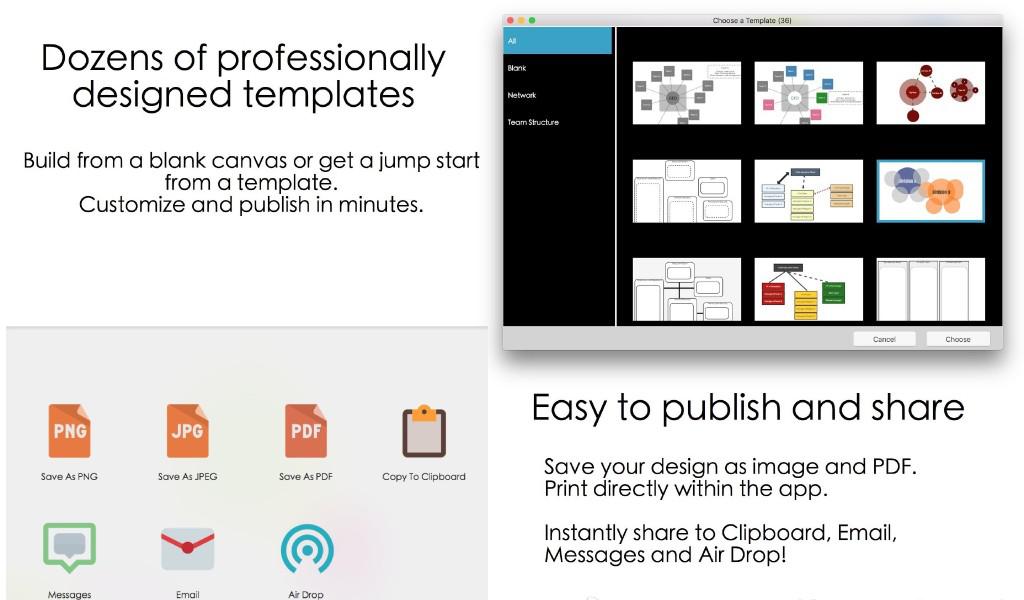 Dozens of professionally
designed templates
Build from a blank canvas or get a jump start
from a template.
Customize and publish in minutes.
Choose a Template (36)
All
Blank
Network
Team Structure
Cancel
Choose
PNG
JPG
PDF
Save As PNG
Save As JPEG
Save As PDF
Copy To Clipboard
Messages
Email
Air Drop
Easy to publish and share
Save your design as image and PDF.
Print directly within the app.
Instantly share to Clipboard, Email,
Messages and Air Drop!